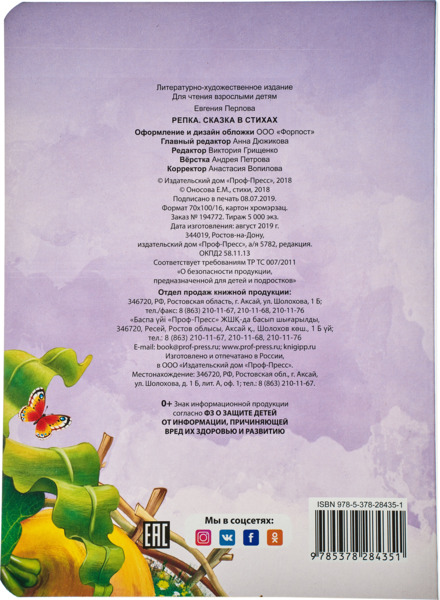 Литературно-художественное издание
Для чтения взрослыми детям
Евгения Перлова
РЕПКА. СКАЗКА В СТИХАХ
Оформление и дизайн обложки ООО «Форпост»
Главный редактор Анна Дюжикова
Редактор Виктория Грищенко
Вёрстка Андрея Петрова
Корректор Анастасия Вопилова
© Издательский дом «Проф-Пресс», 2018
© Оносова Е.М., стихи, 2018
Подписано в печать 08.07.2019.
Формат 70х100/16, картон хромэрзац.
Заказ № 194772. Тираж 5 000 экз.
Дата изготовления: август 2019 г.
344019, Ростов-на-Дону,
издательский дом «Проф-Пресс», а/я 5782, редакция.
ОКПД2 58.11.13
Соответствует требованиям ТР ТС 007/2011
«О безопасности продукции,
предназначенной для детей и подростков»
Отдел продаж книжной продукции:
346720, РФ, Ростовская область, г. Аксай, ул. Шолохова, 1 Б;
тел./факс: 8 (863) 210-11-67, 210-11-68, 210-11-76
«Баспа үйі «Проф-Пресс» ЖШҚ-да басып шығарылды,
346720, Ресей, Ростов облысы, Аксай қ., Шолохов көш., 1 Б үй;
тел.: 8 (863) 210-11-67, 210-11-68, 210-11-76
E-mail: book@prof-press.ru; www.prof-press.ru; knigipp.ru
Изготовлено и отпечатано в России,
в ООО «Издательский дом «Проф-Пресс».
Местонахождение: 346720, РФ, Ростовская обл., г. Аксай,
ул. Шолохова, д. 1 Б, лит. А, оф. 1; тел.: 8 (863) 210-11-67.
0+ Знак информационной продукции
согласно ФЗ О ЗАЩИТЕ ДЕТЕЙ
ОТ ИНФОРМАЦИИ, ПРИЧИНЯЮЩЕЙ
ВРЕД ИХ ЗДОРОВЬЮ И РАЗВИТИЮ
ЕАС
Мы в соцсетях:
ISBN 978-5-378-28435-1
9 785378 284351